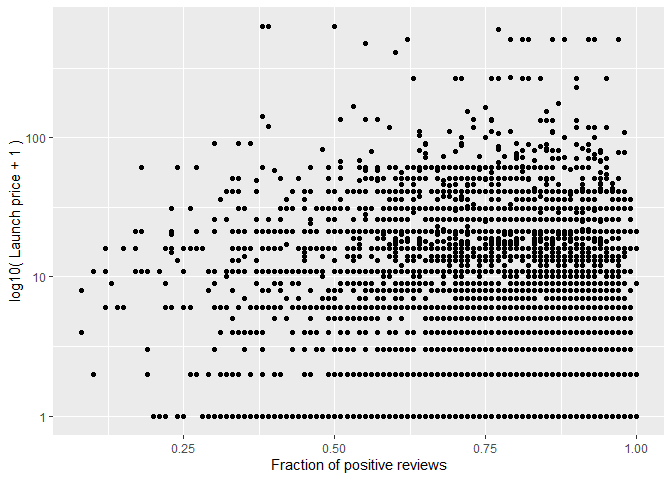 log10( Launch price + 1 )
100
10
1
0.25 0.50 0.75 1.00
Fraction of positive reviews